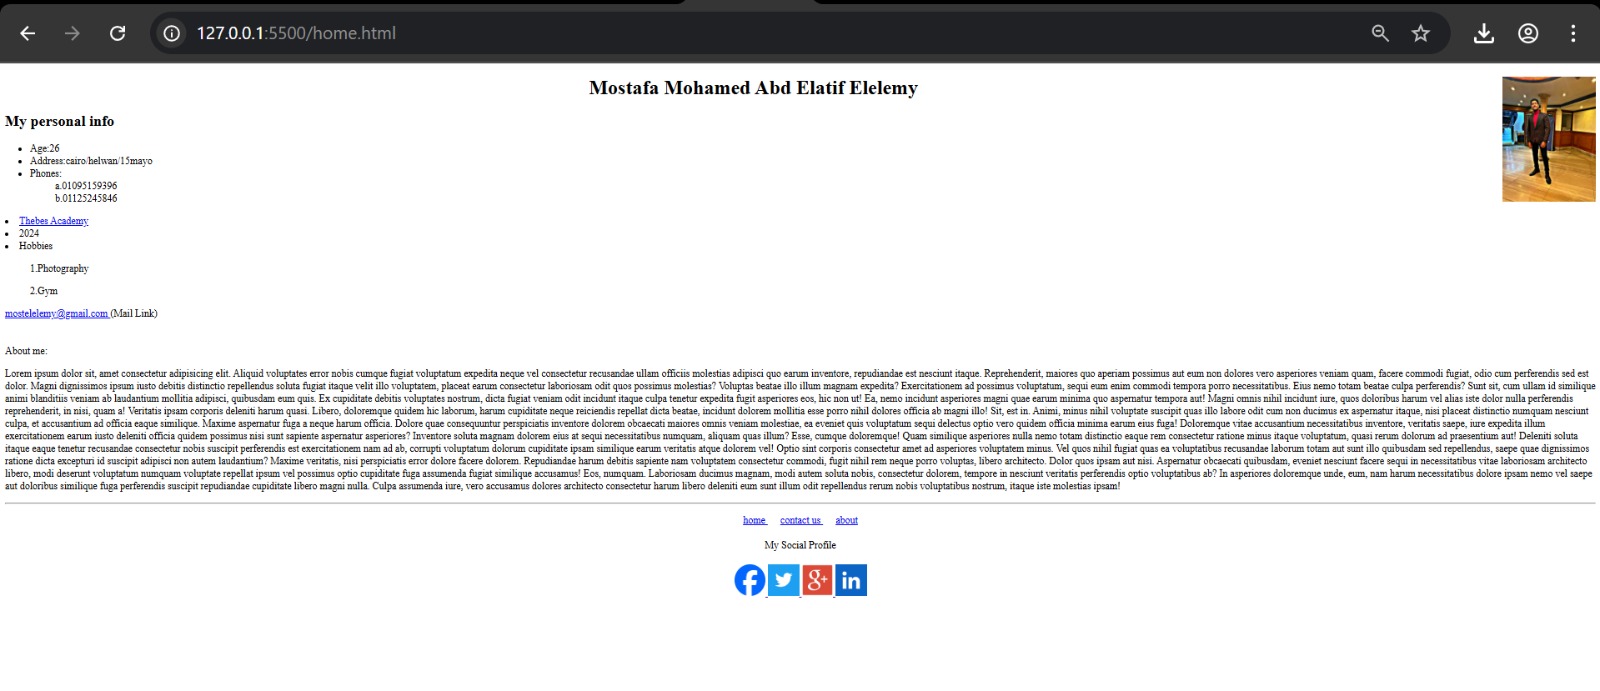 127.0.0.1:5500/home.html
Mostafa Mohamed Abd Elatif Elelemy
My personal info
Age:26
Address:cairo/helwan/15mayo
Phones:
a.01095159396
b.01125245846
Thebes Academy
2024
Hobbies
1.Photography
2.Gym
mostelelemy@gmail.com (Mail Link)
About me:
Lorem ipsum dolor sit, amet consectetur adipisicing elit. Aliquid voluptates error nobis cumque fugiat voluptatum expedita neque vel consectetur recusandae ullam officiis molestias adipisci quo earum inventore, repudiandae est nesciunt itaque. Reprehenderit, maiores quo aperiam possimus aut eum non dolores vero asperiores veniam quam, facere commodi fugiat, odio cum perferendis sed est
dolor. Magni dignissimos ipsum iusto debitis distinctio repellendus soluta fugiat itaque velit illo voluptatem, placeat earum consectetur laboriosam odit quos possimus molestias? Voluptas beatae illo illum magnam expedita? Exercitationem ad possimus voluptatum, sequi eum enim commodi tempora porro necessitatibus. Eius nemo totam beatae culpa perferendis? Sunt sit, cum ullam id similique
animi blanditiis veniam ab laudantium mollitia adipisci, quibusdam eum quis. Ex cupiditate debitis voluptates nostrum, dicta fugiat veniam odit incidunt itaque culpa tenetur expedita fugit asperiores eos, hic non ut! Ea, nemo incidunt asperiores magni quae earum minima quo aspernatur tempora aut! Magni omnis nihil incidunt iure, quos doloribus harum vel alias iste dolor nulla perferendis
reprehenderit, in nisi, quam a! Veritatis ipsam corporis deleniti harum quasi. Libero, doloremque quidem hic laborum, harum cupiditate neque reiciendis repellat dicta beatae, incidunt dolorem mollitia esse porro nihil dolores officia ab magni illo! Sit, est in. Animi, minus nihil voluptate suscipit quas illo labore odit cum non ducimus ex aspernatur itaque, nisi placeat distinctio numquam nesciunt
culpa, et accusantium ad officia eaque similique. Maxime aspernatur fuga a neque harum officia. Dolore quae consequuntur perspiciatis inventore dolorem obcaecati maiores omnis veniam molestiae, ea eveniet quis voluptatum sequi delectus optio vero quidem officia minima earum eius fuga! Doloremque vitae accusantium necessitatibus inventore, veritatis saepe, iure expedita illum
exercitationem earum iusto deleniti officia quidem possimus nisi sunt sapiente aspernatur asperiores? Inventore soluta magnam dolorem eius at sequi necessitatibus numquam, aliquam quas illum? Esse, cumque doloremque! Quam similique asperiores nulla nemo totam distinctio eaque rem consectetur ratione minus itaque voluptatum, quasi rerum dolorum ad praesentium aut! Deleniti soluta
itaque eaque tenetur recusandae consectetur nobis suscipit perferendis est exercitationem nam ad ab, corrupti voluptatum dolorum cupiditate ipsam similique earum veritatis atque dolorem vel! Optio sint corporis consectetur amet ad asperiores voluptatem minus. Vel quos nihil fugiat quas ea voluptatibus recusandae laborum totam aut sunt illo quibusdam sed repellendus, saepe quae dignissimos
ratione dicta excepturi id suscipit adipisci non autem laudantium? Maxime veritatis, nisi perspiciatis error dolore facere dolorem. Repudiandae harum debitis sapiente nam voluptatem consectetur commodi, fugit nihil rem neque porro voluptas, libero architecto. Dolor quos ipsam aut nisi. Aspernatur obcaecati quibusdam, eveniet nesciunt facere sequi in necessitatibus vitae laboriosam architecto
libero, modi deserunt voluptatum numquam voluptate repellat ipsum vel possimus optio cupiditate fuga assumenda similique accusamus! Eos, numquam. Laboriosam ducimus magnam, modi autem soluta nobis, consectetur dolorem, tempore in nesciunt veritatis perferendis optio voluptatibus ab? In asperiores doloremque unde, eum, nam harum necessitatibus dolore ipsam nemo vel saepe
aut doloribus similique fuga perferendis suscipit repudiandae cupiditate libero magni nulla. Culpa assumenda iure, vero accusamus dolores architecto consectetur harum libero deleniti eum sunt illum odit repellendus rerum nobis voluptatibus nostrum, itaque iste molestias ipsam!
home contact us about
My Social Profile